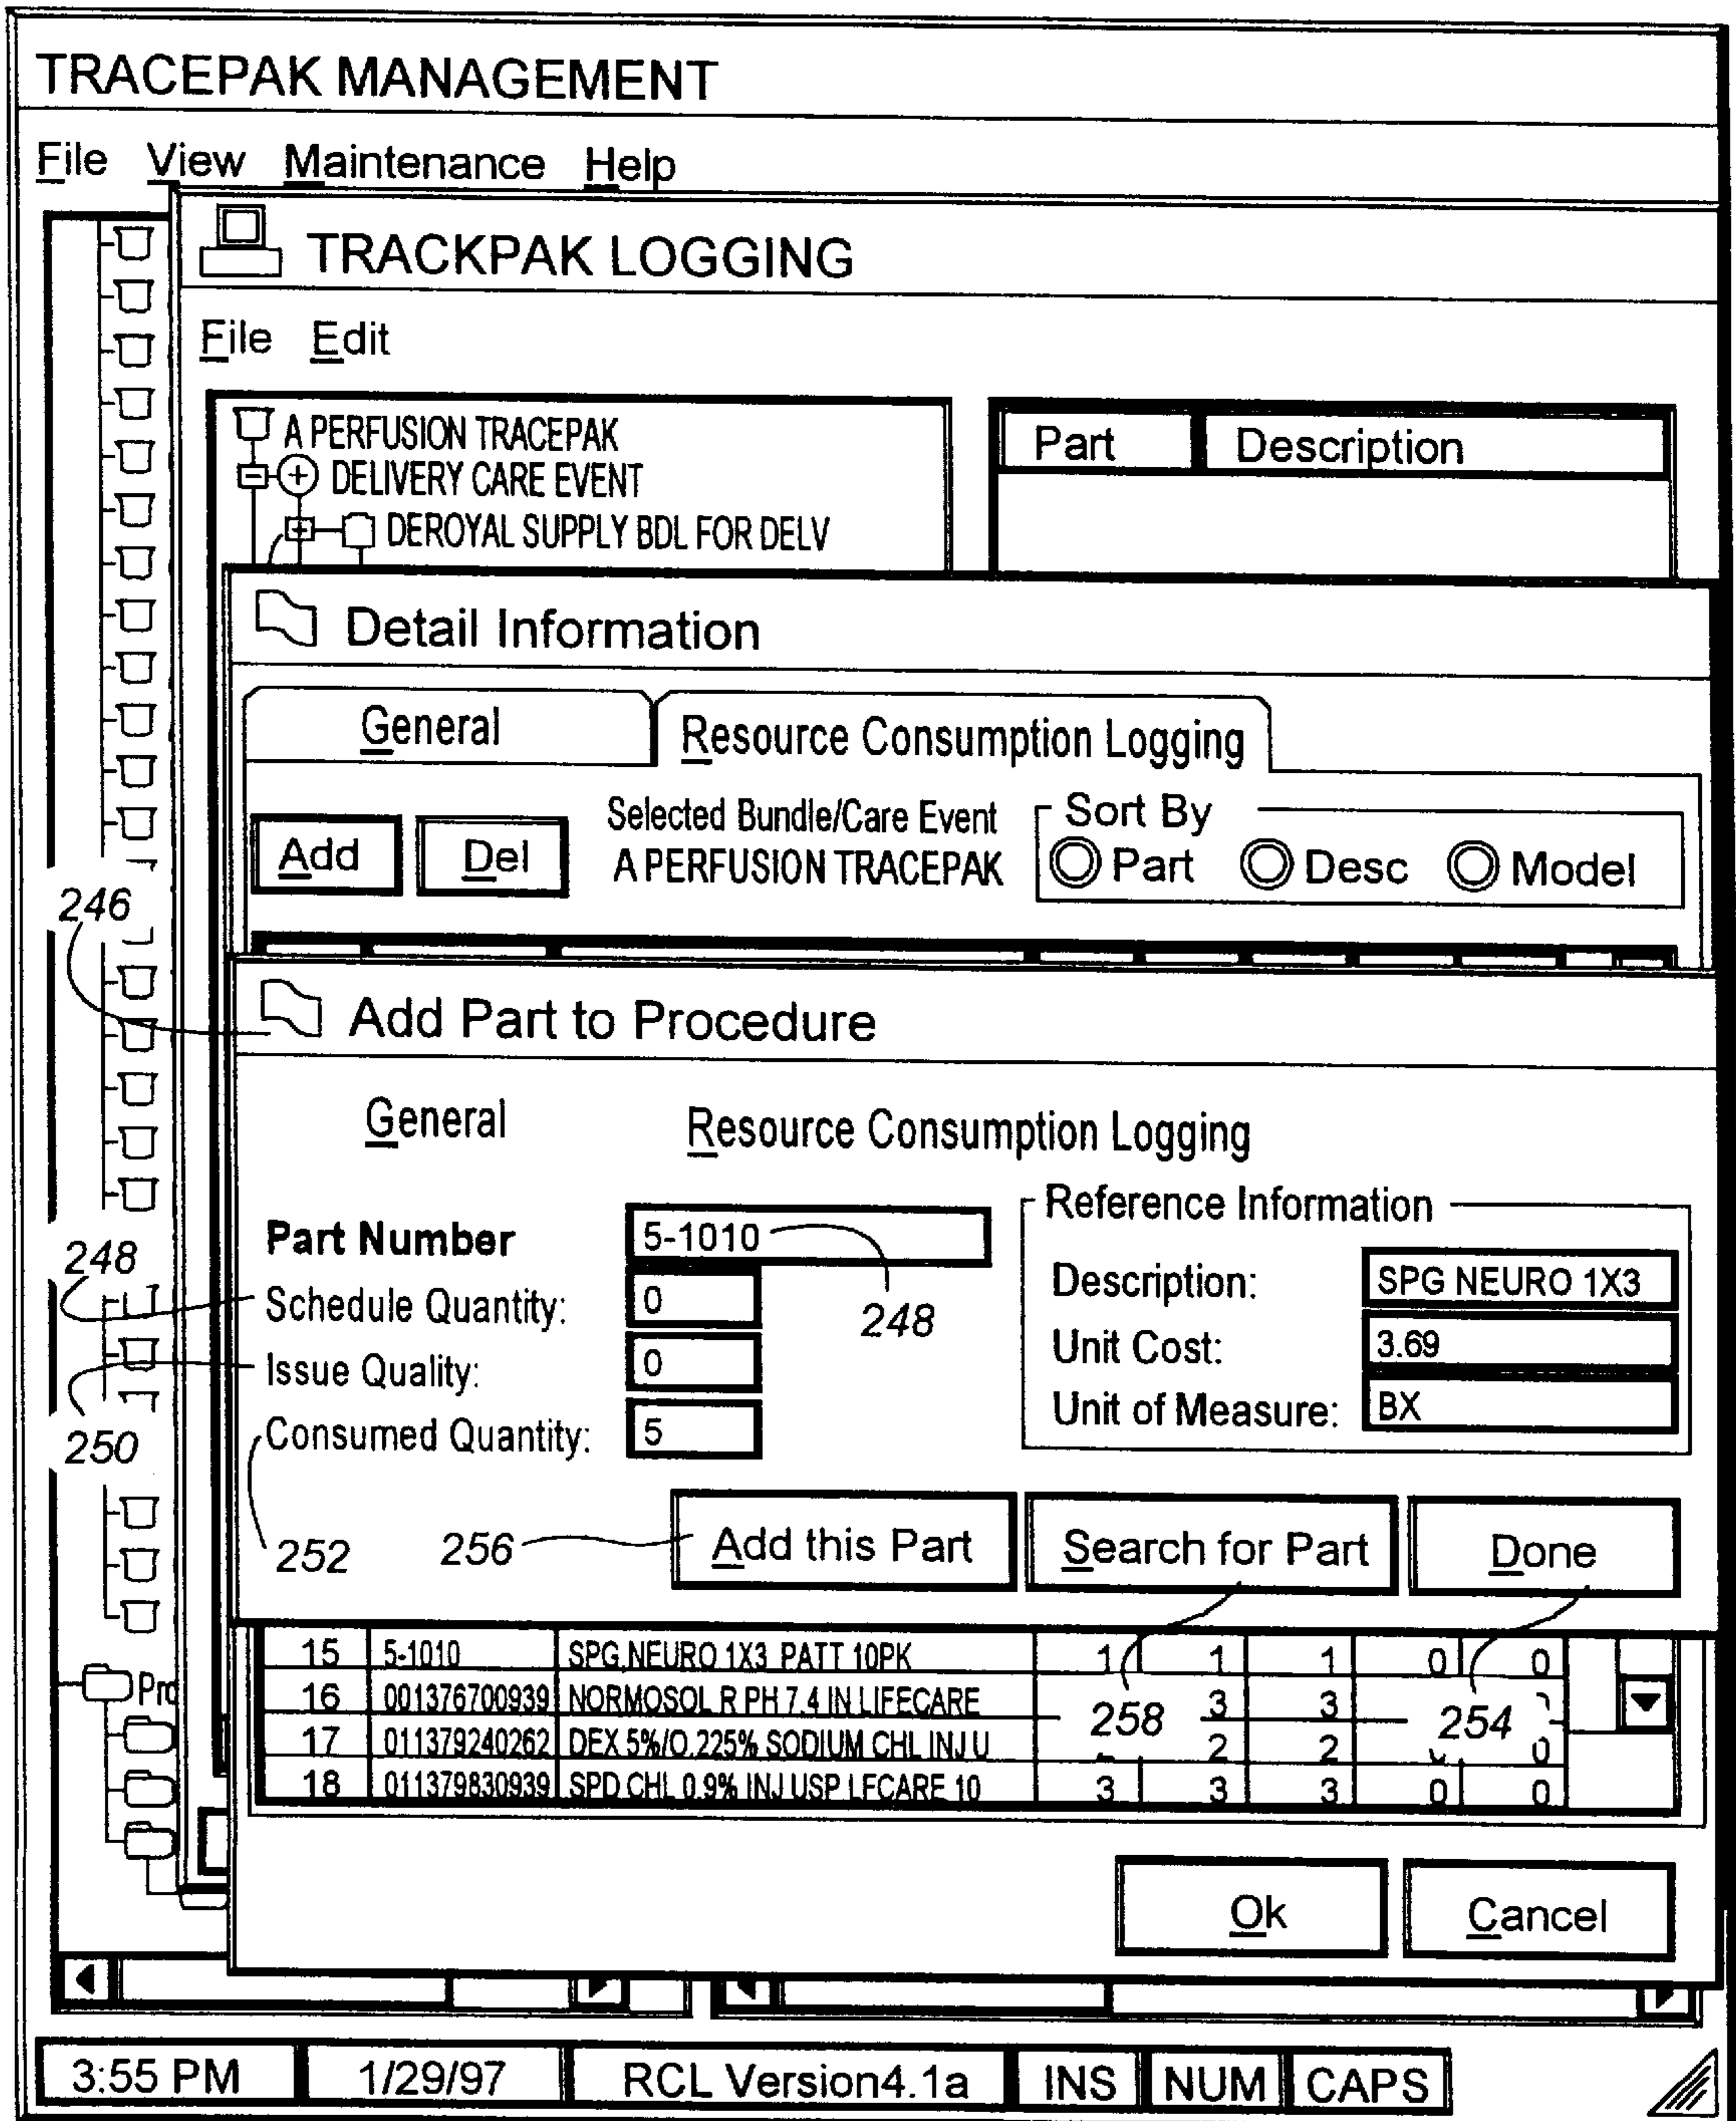 TRACEPAK MANAGEMENT
File View Maintenance Help
TRACKPAK LOGGING
File Edit
A PERFUSION TRACEPAK
DELIVERY CARE EVENT
DEROYAL SUPPLY BDL FOR DELV
Part Description
Detail Information
General Resource Consumption Logging
Add Del Selected Bundle/Care Event A PERFUSION TRACEPAK
Sort By
Part Desc Model
246
Add Part to Procedure
General Resource Consumption Logging
Part Number 5-1010
248 Schedule Quantity: 0 248
250 Issue Quality: 0
Consumed Quantity: 5
Reference Information
Description: SPG NEURO 1X3
Unit Cost: 3.69
Unit of Measure: BX
252 256 Add this Part Search for Part Done
15 5-1010 SPG,NEURO 1X3 PATT 10PK 1 1 1 0 0
16 001376700939 NORMOSOL R PH 7.4 IN LIFECARE 3 3
17 011379240262 DEX 5%/0.225% SODIUM CHL INJ U 2 2 0
18 011379830939 SPD CHL 0.9% INJ USP LFCARE 10 3 3 3 0 0
258 254
Pro
Ok Cancel
3:55 PM 1/29/97 RCL Version4.1a INS NUM CAPS